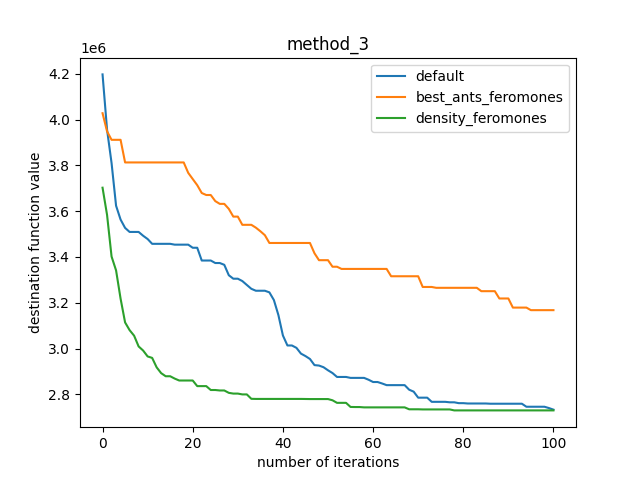 method_3
1e6
default
best_ants_feromones
density_feromones
4.2
4.0
3.8
3.6
3.4
3.2
3.0
2.8
destination function value
0 20 40 60 80 100
number of iterations